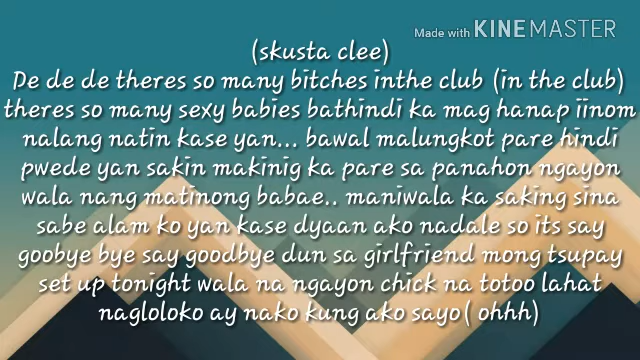 Made with KINEMASTER
(skusta clee)
De de de theres so many bitches inthe club (in the club)
theres so many sexy babies bathindi ka mag hanap iinom
nalang natin kase yan... bawal malungkot pare hindi
pwede yan sakin makinig ka pare sa panahon ngayon
wala nang matinong babae.. maniwala ka saking sina
sabe alam ko yan kase dyaan ako nadale so its say
goobye bye say goodbye dun sa girlfriend mong tsupay
set up tonight wala na ngayon chick na totoo lahat
nagloloko ay nako kung ako sayo( ohhh)